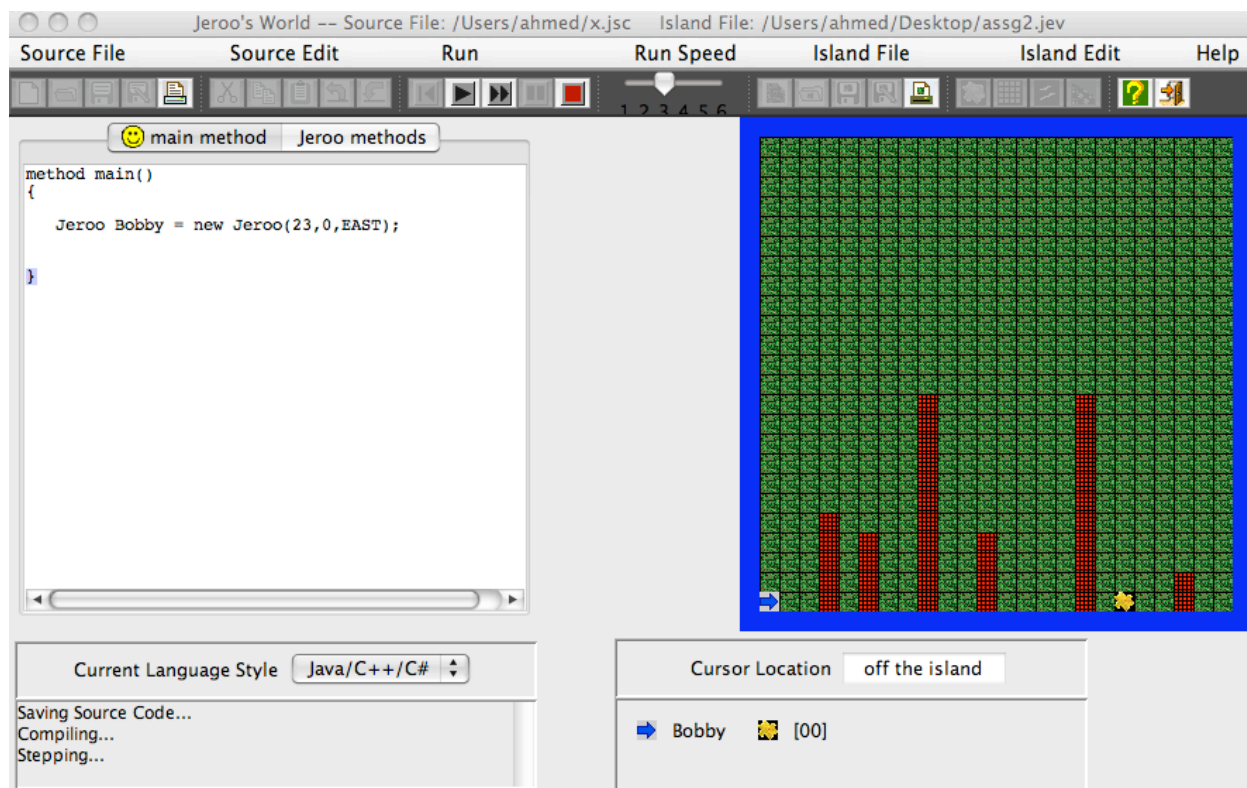 Jeroo's World -- Source File: /Users/ahmed/x.jsc Island File: /Users/ahmed/Desktop/assg2.jev
Source File Source Edit Run Run Speed Island File Island Edit Help
1 2 3 4 5 6
main method Jeroo methods
method main()
{
Jeroo Bobby = new Jeroo(23,0,EAST);
}
Current Language Style Java/C++/C#
Cursor Location off the island
Saving Source Code...
Compiling...
Stepping...
Bobby [00]